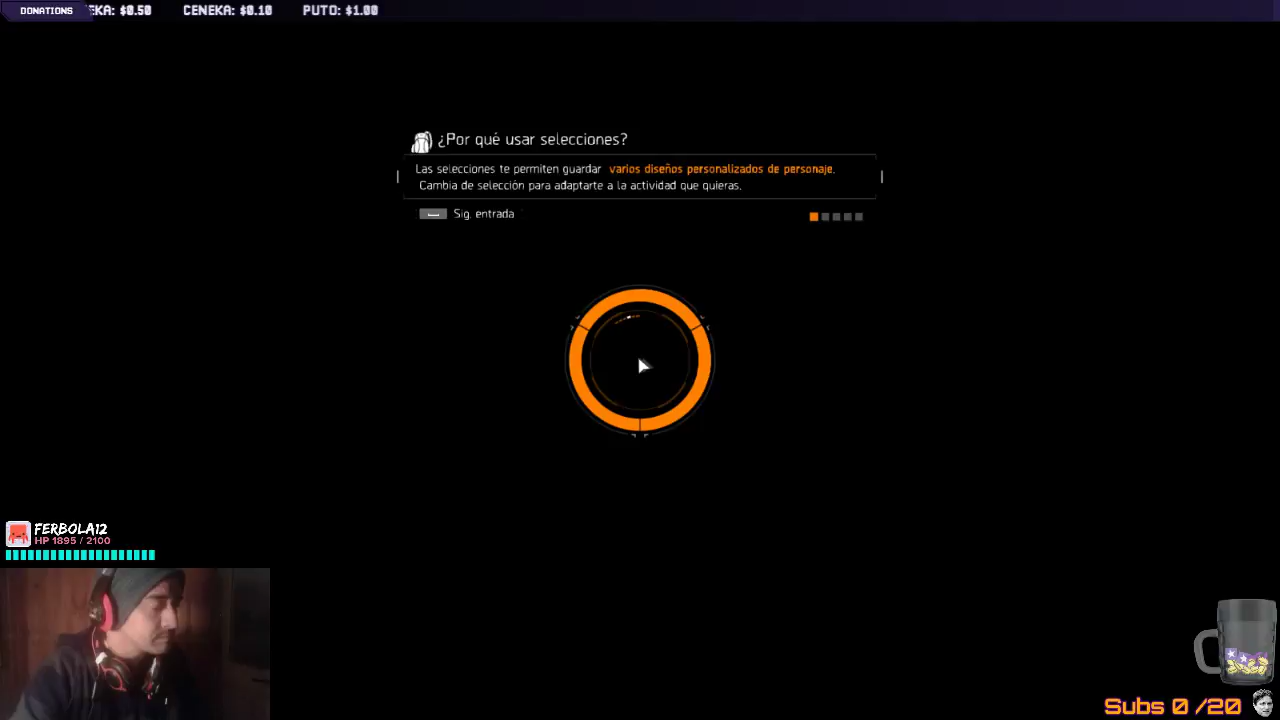 DONATIONS
EKA: $0.50 CENEKA: $0.10 PUTO: $1.00
¿Por qué usar selecciones?
Las selecciones te permiten guardar varios diseños personalizados de personaje.
Cambia de selección para adaptarte a la actividad que quieras.
Sig. entrada
FERBOLA12
HP 1895 / 2100
Subs 0 /20